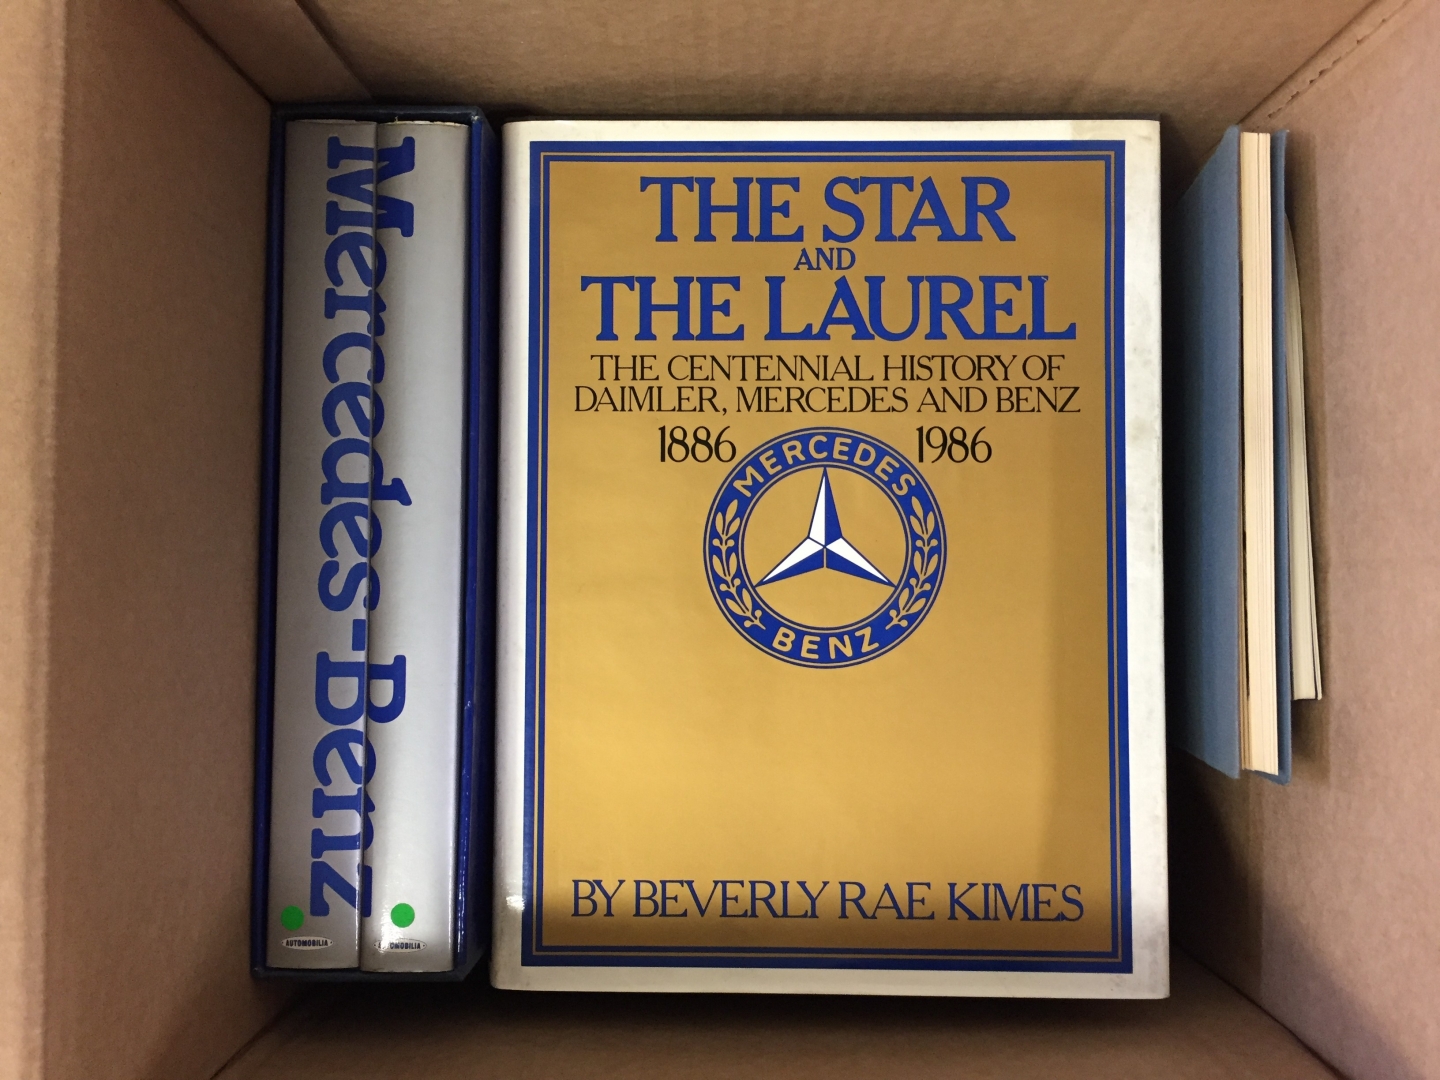 Mercedes-Benz
AUTOMOBILIA
AUTOMOBILIA
THE STAR
AND
THE LAUREL
THE CENTENNIAL HISTORY OF
DAIMLER, MERCEDES AND BENZ
1886 1986
MERCEDES
BENZ
BY BEVERLY RAE KIMES